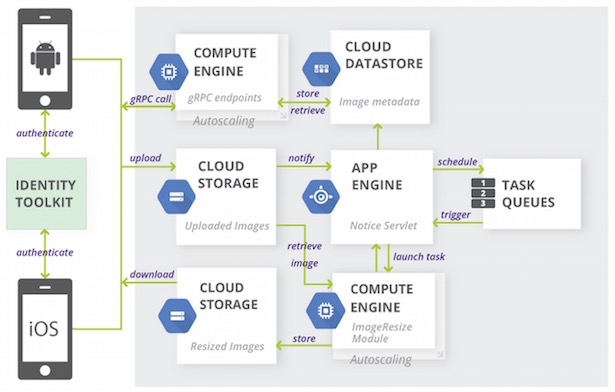 COMPUTE
ENGINE
gRPC endpoints
Autoscaling
CLOUD
DATASTORE
Image metadata
gRPC call
store
retrieve
authenticate
IDENTITY
TOOLKIT
authenticate
iOS
upload
CLOUD
STORAGE
Uploaded Images
notify
APP
ENGINE
Notice Servlet
schedule
trigger
1
2
3
TASK
QUEUES
retrieve
image
launch task
download
CLOUD
STORAGE
Resized Images
store
COMPUTE
ENGINE
ImageResize
Module
Autoscaling